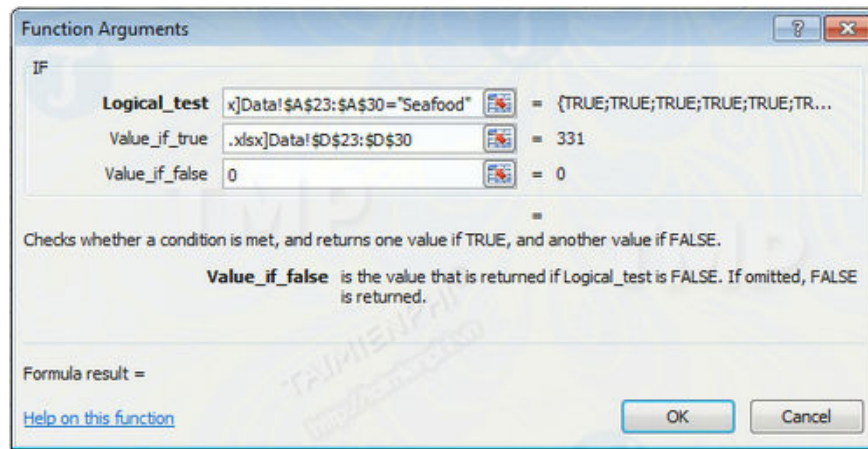 Function Arguments
IF
Logical_test x]Data!$A$23:$A$30="Seafood" = {TRUE;TRUE;TRUE;TRUE;TRUE;TR...
Value_if_true .xlsx]Data!$D$23:$D$30 = 331
Value_if_false 0 = 0
=
Checks whether a condition is met, and returns one value if TRUE, and another value if FALSE.
Value_if_false is the value that is returned if Logical_test is FALSE. If omitted, FALSE
is returned.
TAIMIENPHI
Formula result =
Help on this function
OK Cancel